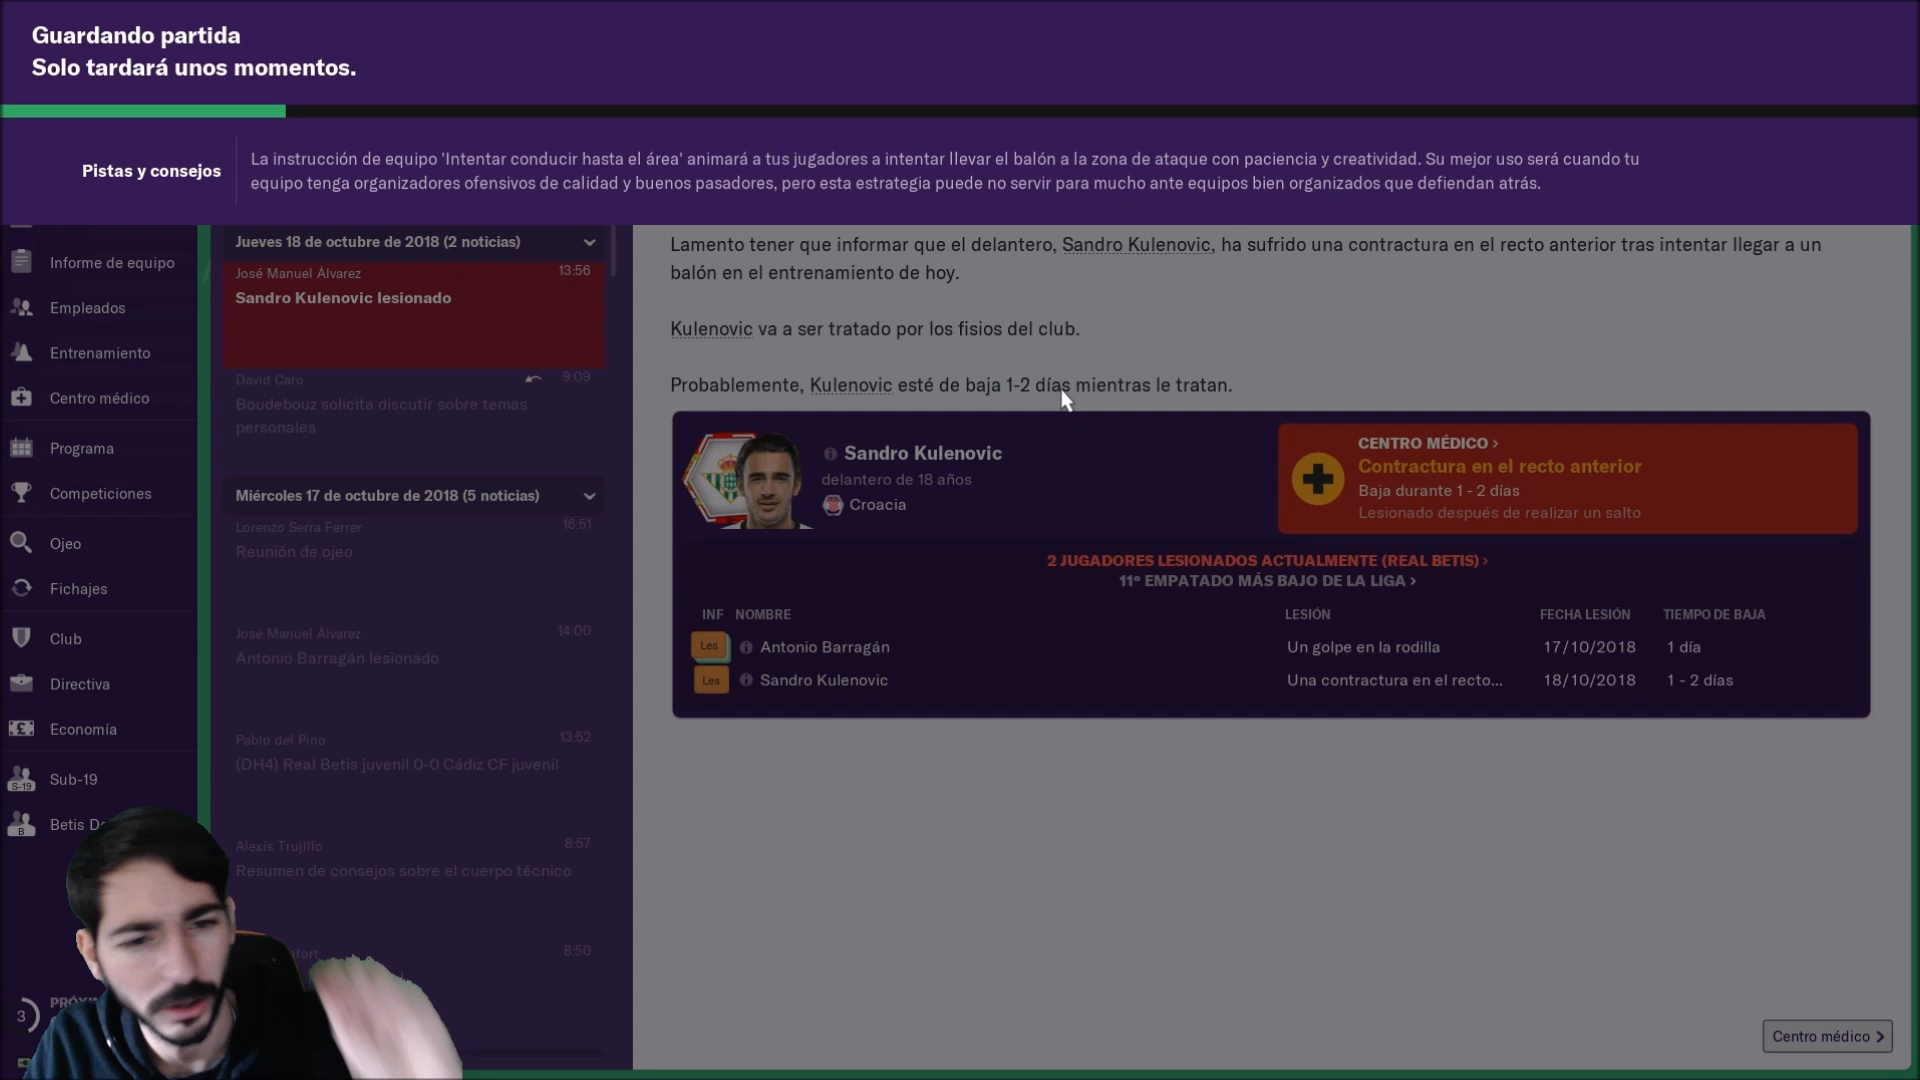 Guardando partida
Solo tardará unos momentos.
Pistas y consejos
La instrucción de equipo 'Intentar conducir hasta el área' animará a tus jugadores a intentar llevar el balón a la zona de ataque con paciencia y creatividad. Su mejor uso será cuando tu
equipo tenga organizadores ofensivos de calidad y buenos pasadores, pero esta estrategia puede no servir para mucho ante equipos bien organizados que defiendan atrás.
Informe de equipo
Empleados
Entrenamiento
Centro médico
Programa
Competiciones
Ojeo
Fichajes
Club
Directiva
Economía
S-19
Sub-19
B
Betis
3
Jueves 18 de octubre de 2018 (2 noticias)
José Manuel Álvarez 13:56
Sandro Kulenovic lesionado
David Caro 9:09
Boudebouz solicita discutir sobre temas
personales
Miércoles 17 de octubre de 2018 (5 noticias)
Lorenzo Serra Ferrer 16:51
Reunión de ojeo
José Manuel Álvarez 14:00
Antonio Barragán lesionado
Pablo del Pino 13:52
(DH4) Real Betis juvenil 0-0 Cádiz CF juvenil
Alexis Trujillo 8:57
Resumen de consejos sobre el cuerpo técnico
8:50
Lamento tener que informar que el delantero, Sandro Kulenovic, ha sufrido una contractura en el recto anterior tras intentar llegar a un
balón en el entrenamiento de hoy.
Kulenovic va a ser tratado por los fisios del club.
Probablemente, Kulenovic esté de baja 1-2 días mientras le tratan.
Sandro Kulenovic
delantero de 18 años
Croacia
CENTRO MÉDICO >
Contractura en el recto anterior
Baja durante 1 - 2 días
Lesionado después de realizar un salto
2 JUGADORES LESIONADOS ACTUALMENTE (REAL BETIS) >
11º EMPATADO MÁS BAJO DE LA LIGA >
INF NOMBRE LESIÓN FECHA LESIÓN TIEMPO DE BAJA
Les Antonio Barragán Un golpe en la rodilla 17/10/2018 1 día
Les Sandro Kulenovic Una contractura en el recto... 18/10/2018 1 - 2 días
Centro médico >